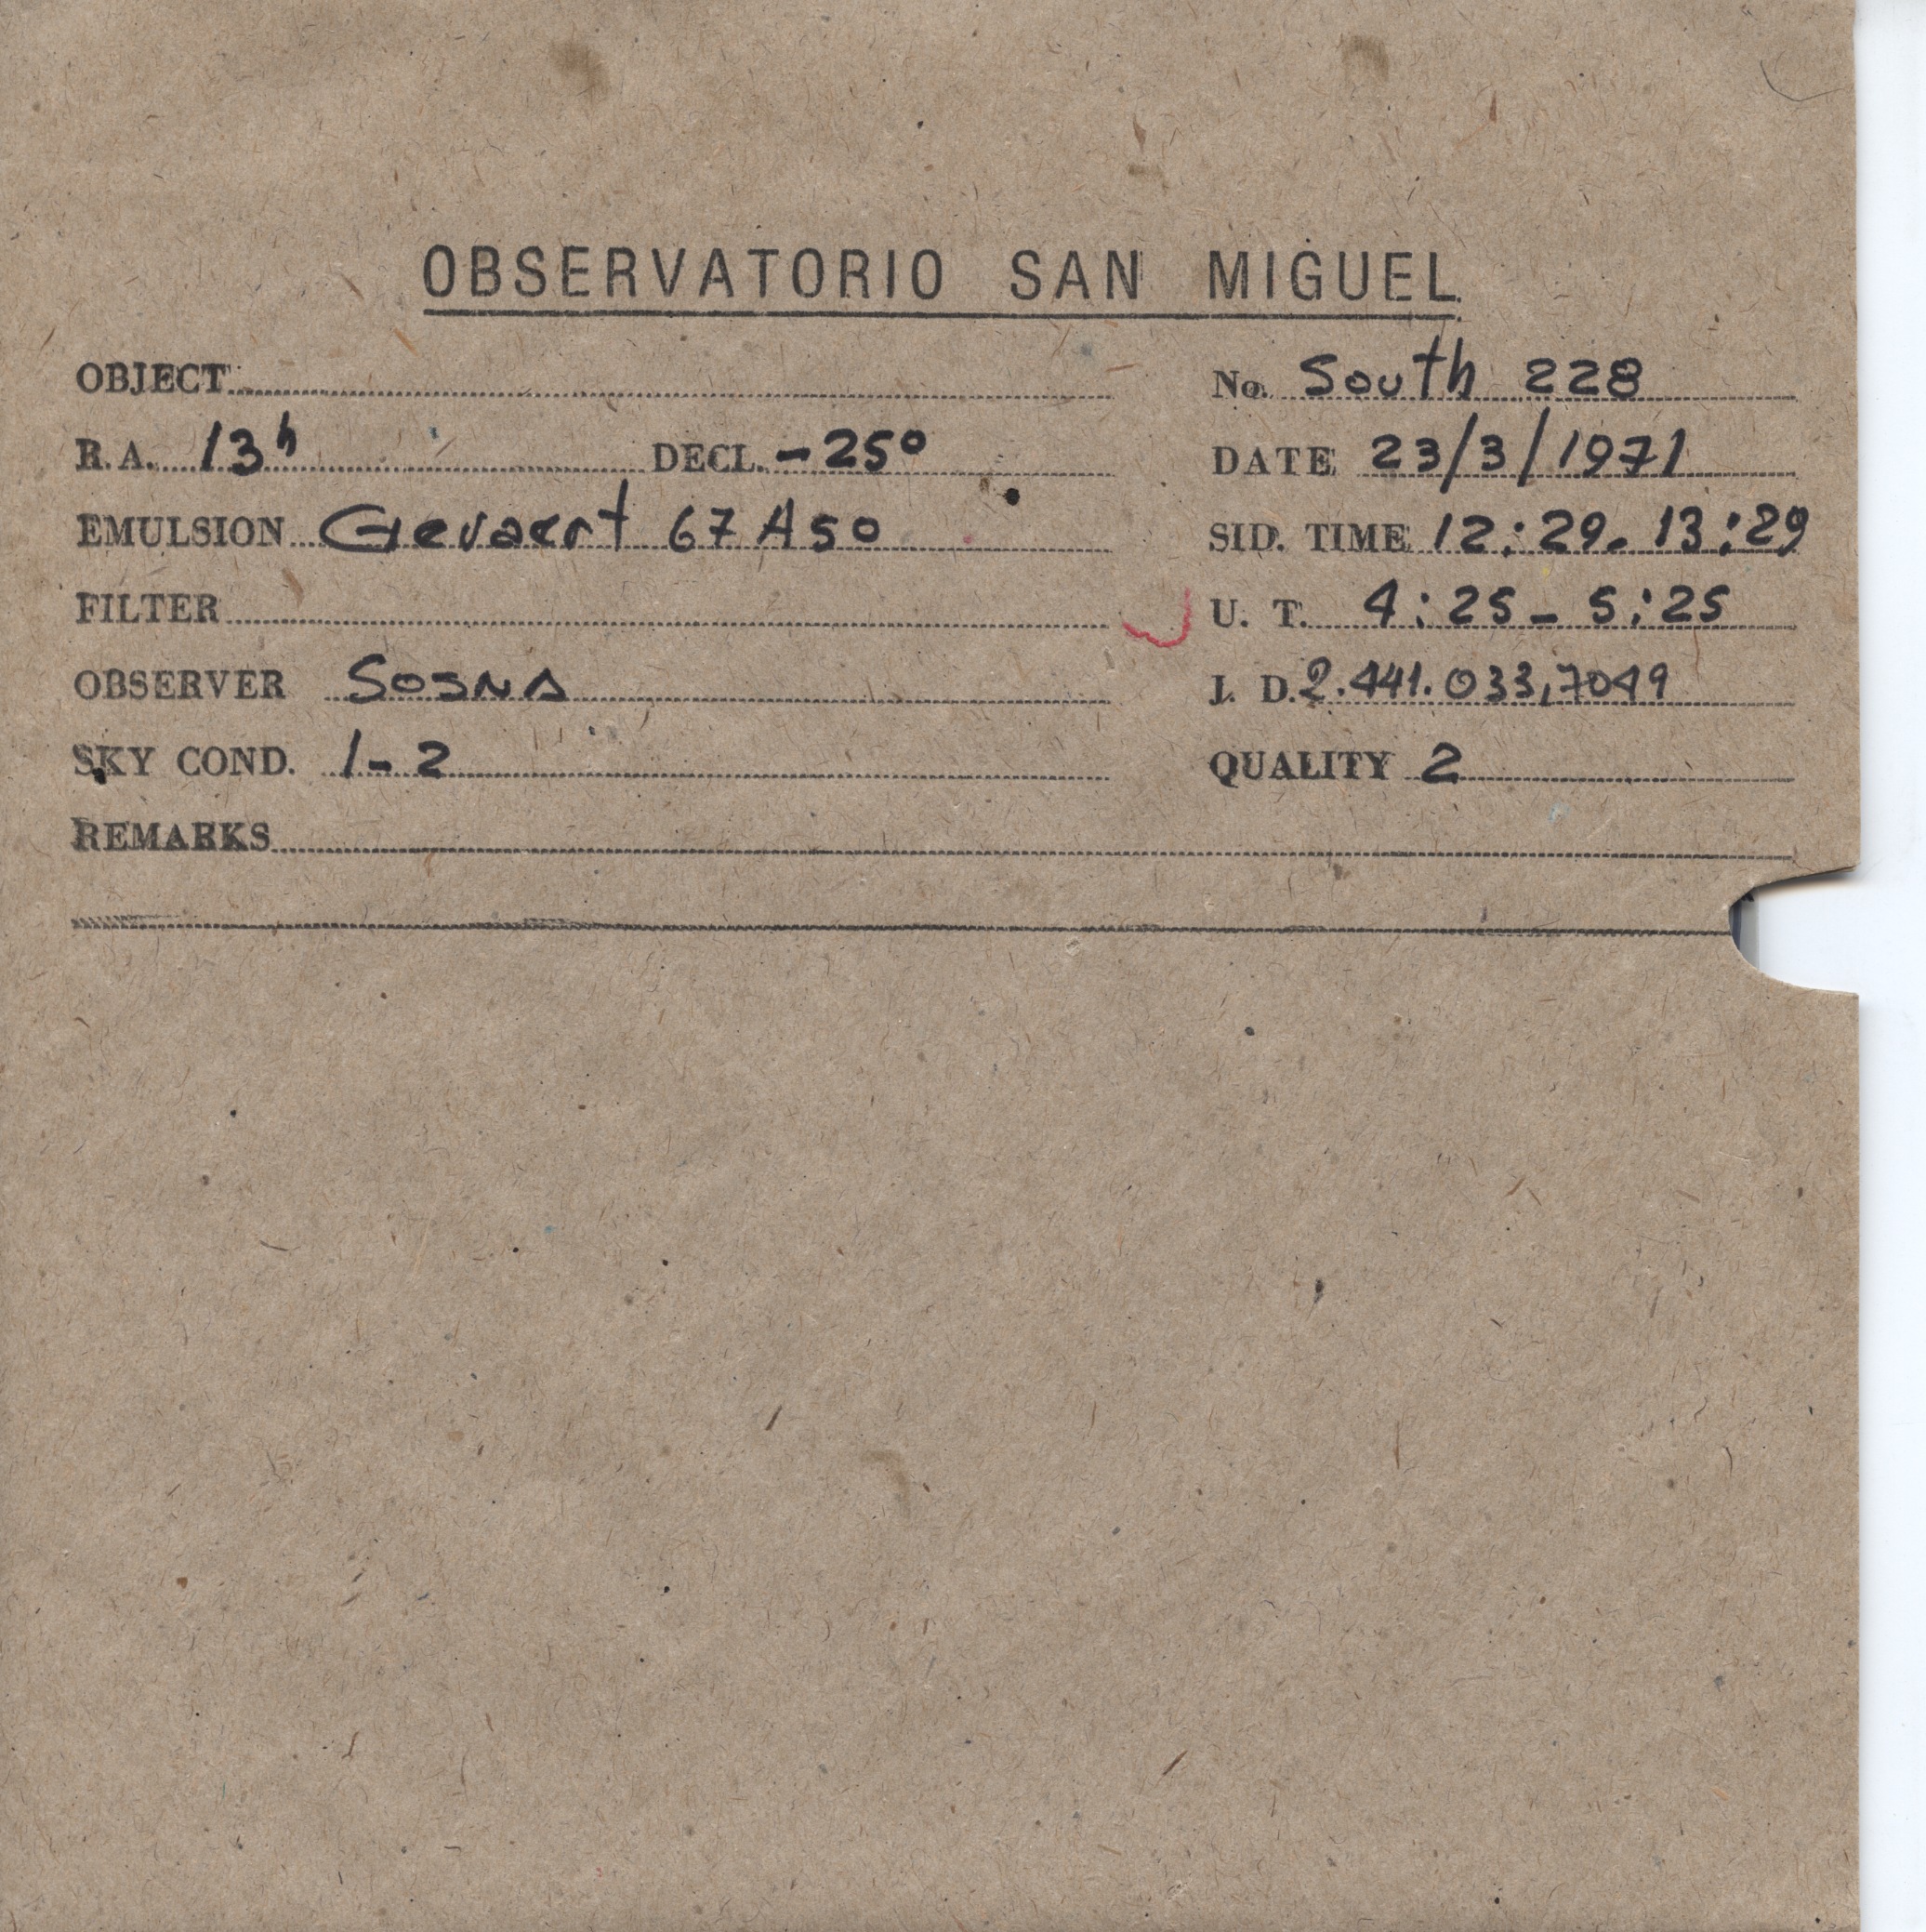 OBSERVATORIO SAN MIGUEL
OBJECT No. South 228
R.A. 13h DECL. -25° DATE 23/3/1971
EMULSION Gevaert 67A50 SID. TIME 12:29-13:29
FILTER U. T. 4:25-5:25
OBSERVER SOSNA J. D. 2.441.033,7049
SKY COND. 1-2 QUALITY 2
REMARKS